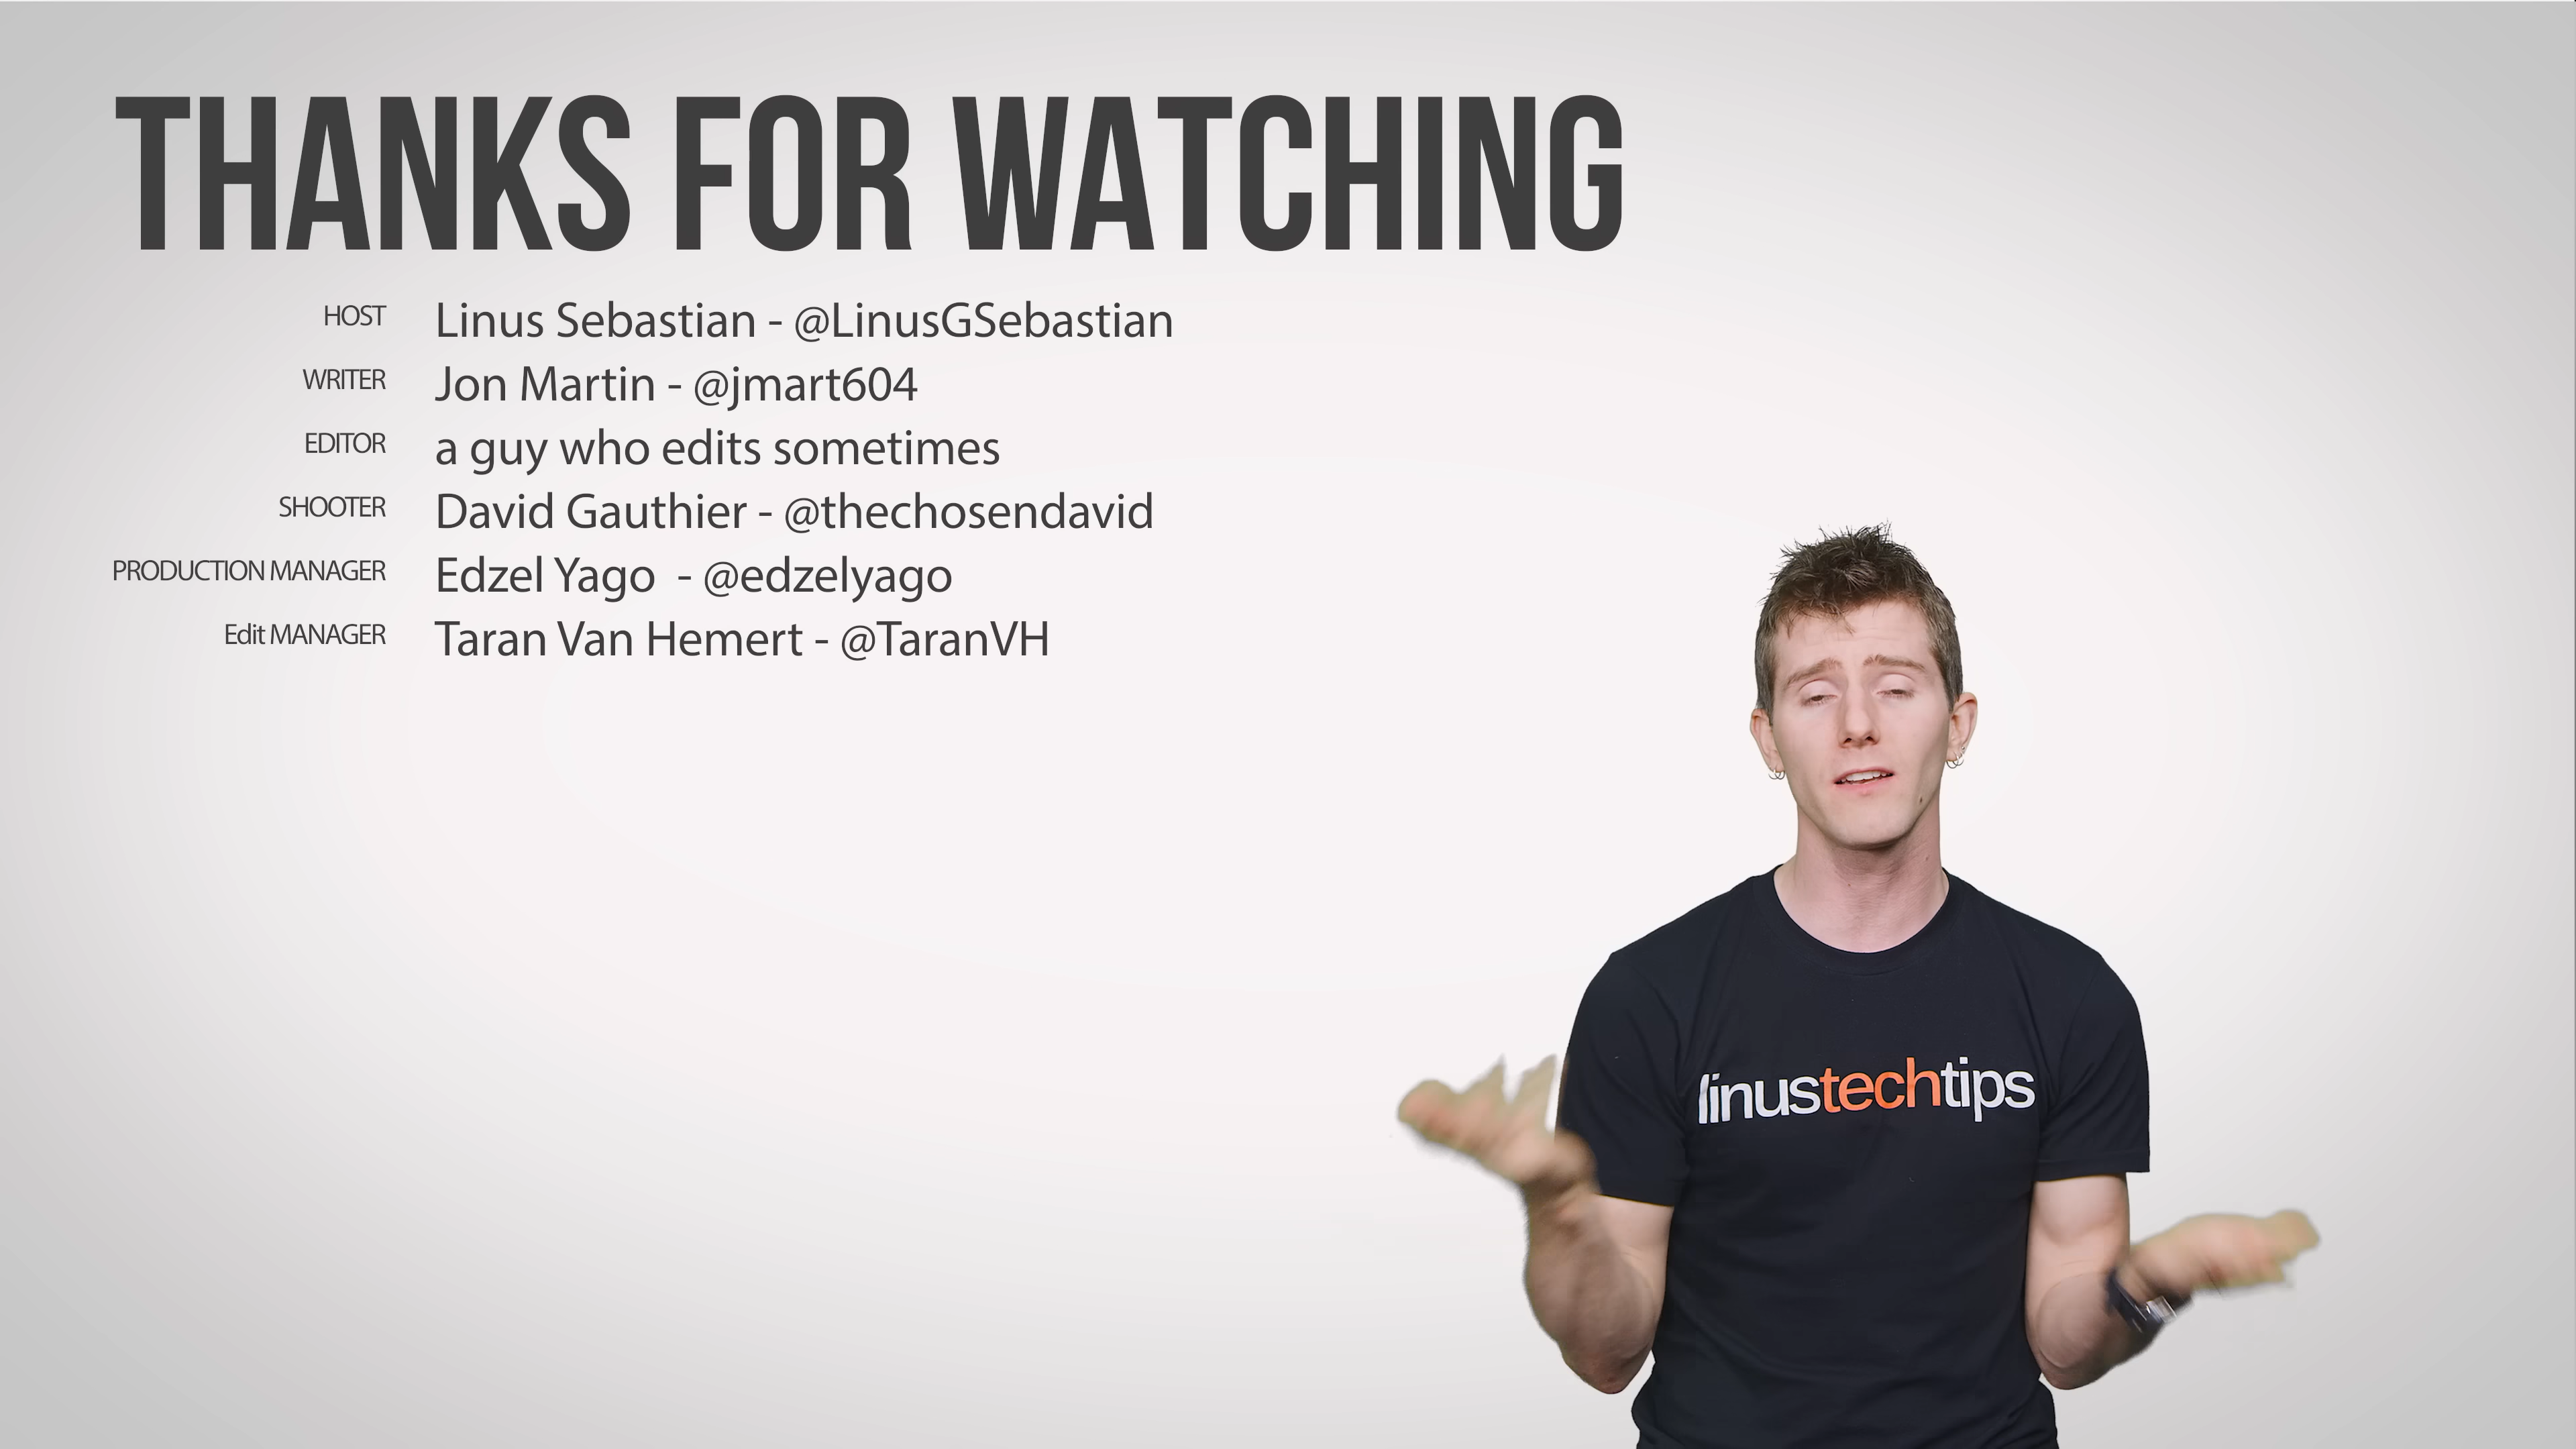 THANKS FOR WATCHING
HOST Linus Sebastian - @LinusGSebastian
WRITER Jon Martin - @jmart604
EDITOR a guy who edits sometimes
SHOOTER David Gauthier - @thechosendavid
PRODUCTION MANAGER Edzel Yago  - @edzelyago
Edit MANAGER Taran Van Hemert - @TaranVH
linustechtips